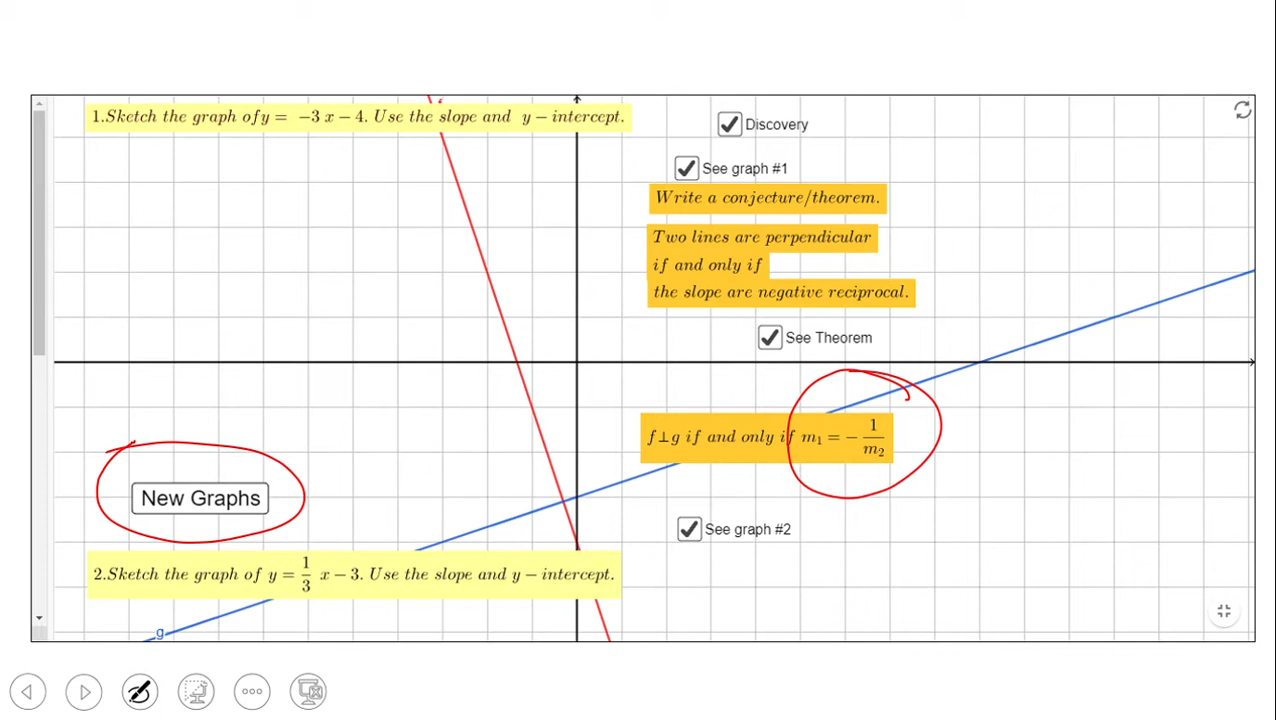 1.Sketch the graph of y = −3 x − 4. Use the slope and y − intercept.
Discovery
See graph #1
Write a conjecture/theorem.
Two lines are perpendicular
if and only if
the slope are negative reciprocal.
See Theorem
f⊥g if and only if m₁ = − 1/m₂
New Graphs
See graph #2
2.Sketch the graph of y = 1/3 x − 3. Use the slope and y − intercept.
g